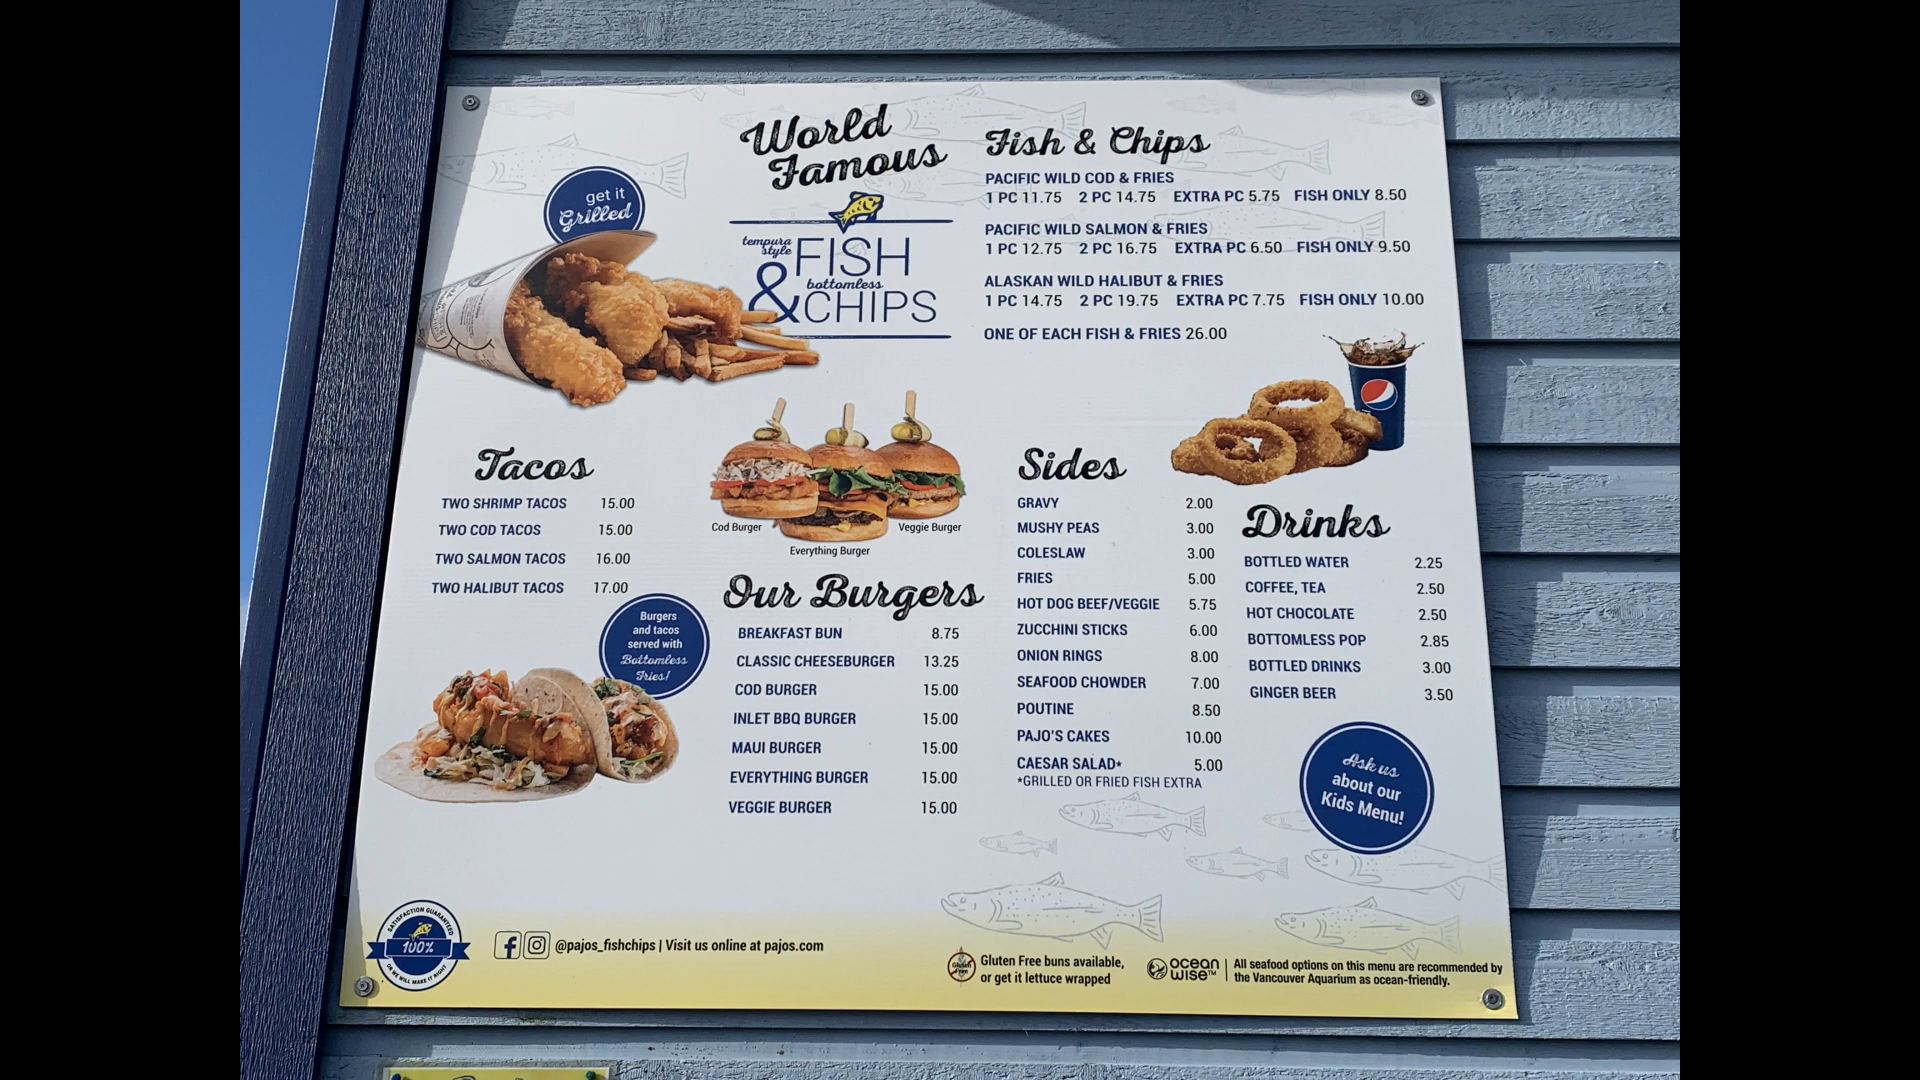 World
Famous
tempura
style
FISH
&
bottomless
CHIPS
get it
Grilled
Fish & Chips
PACIFIC WILD COD & FRIES
1 PC 11.75 2 PC 14.75 EXTRA PC 5.75 FISH ONLY 8.50
PACIFIC WILD SALMON & FRIES
1 PC 12.75 2 PC 16.75 EXTRA PC 6.50 FISH ONLY 9.50
ALASKAN WILD HALIBUT & FRIES
1 PC 14.75 2 PC 19.75 EXTRA PC 7.75 FISH ONLY 10.00
ONE OF EACH FISH & FRIES 26.00
Tacos
TWO SHRIMP TACOS 15.00
TWO COD TACOS 15.00
TWO SALMON TACOS 16.00
TWO HALIBUT TACOS 17.00
Burgers
and tacos
served with
Bottomless
Fries!
Cod Burger
Everything Burger
Veggie Burger
Our Burgers
BREAKFAST BUN 8.75
CLASSIC CHEESEBURGER 13.25
COD BURGER 15.00
INLET BBQ BURGER 15.00
MAUI BURGER 15.00
EVERYTHING BURGER 15.00
VEGGIE BURGER 15.00
Sides
GRAVY 2.00
MUSHY PEAS 3.00
COLESLAW 3.00
FRIES 5.00
HOT DOG BEEF/VEGGIE 5.75
ZUCCHINI STICKS 6.00
ONION RINGS 8.00
SEAFOOD CHOWDER 7.00
POUTINE 8.50
PAJO'S CAKES 10.00
CAESAR SALAD* 5.00
*GRILLED OR FRIED FISH EXTRA
Drinks
BOTTLED WATER 2.25
COFFEE, TEA 2.50
HOT CHOCOLATE 2.50
BOTTOMLESS POP 2.85
BOTTLED DRINKS 3.00
GINGER BEER 3.50
Ask us
about our
Kids Menu!
SATISFACTION GUARANTEED
100%
OR WE WILL MAKE IT RIGHT
@pajos_fishchips | Visit us online at pajos.com
Gluten
Free
Gluten Free buns available,
or get it lettuce wrapped
ocean
wise™
All seafood options on this menu are recommended by
the Vancouver Aquarium as ocean-friendly.